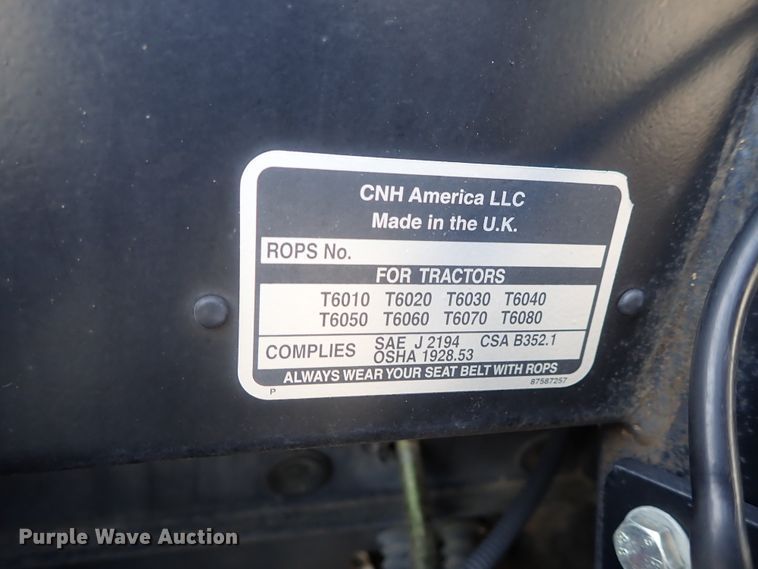 CNH America LLC
Made in the U.K.
ROPS No.
FOR TRACTORS
T6010 T6020 T6030 T6040
T6050 T6060 T6070 T6080
COMPLIES SAE J 2194 CSA B352.1
OSHA 1928.53
ALWAYS WEAR YOUR SEAT BELT WITH ROPS
P 87587257
Purple Wave Auction